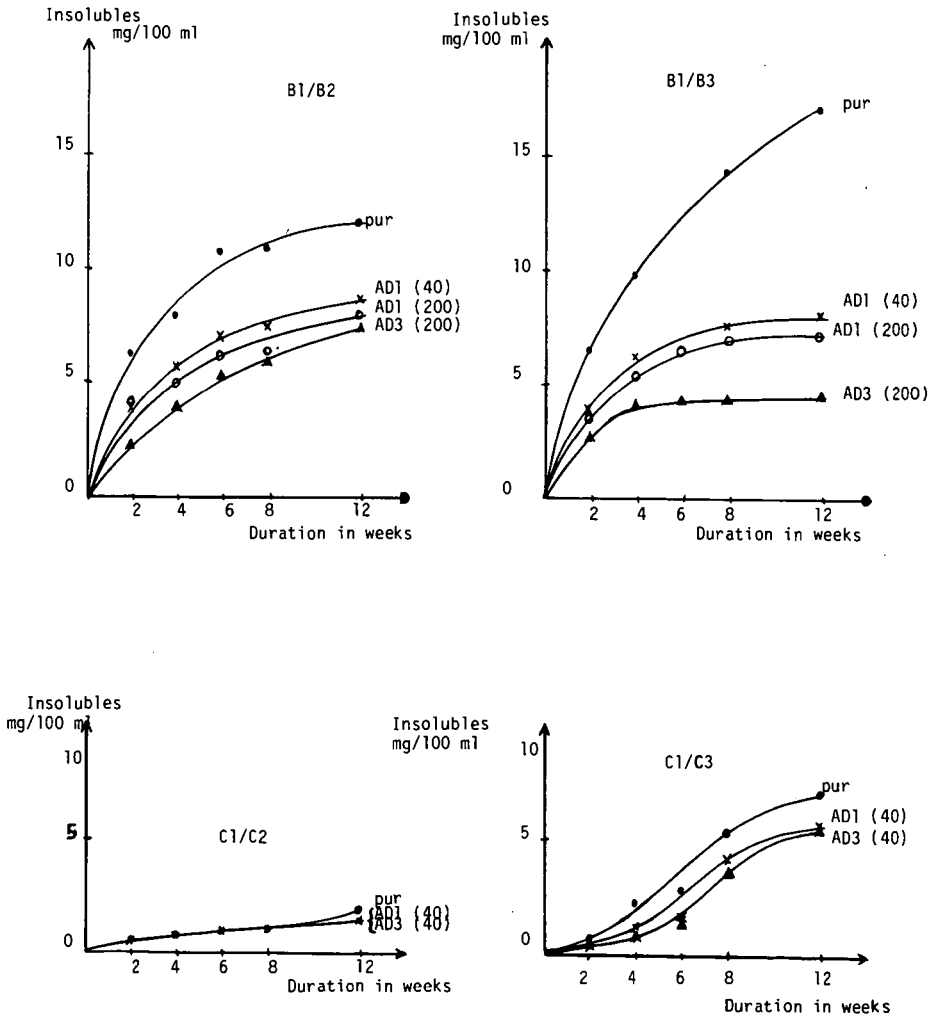 Insolubles
mg/100 ml
B1/B2
15
10
5
0
pur
AD1 (40)
AD1 (200)
AD3 (200)
2 4 6 8 12
Duration in weeks
Insolubles
mg/100 ml
B1/B3
15
10
5
0
pur
AD1 (40)
AD1 (200)
AD3 (200)
2 4 6 8 12
Duration in weeks
Insolubles
mg/100 ml
10
5
0
C1/C2
pur
AD1 (40)
AD3 (40)
2 4 6 8 12
Duration in weeks
Insolubles
mg/100 ml
10
5
0
C1/C3
pur
AD1 (40)
AD3 (40)
2 4 6 8 12
Duration in weeks